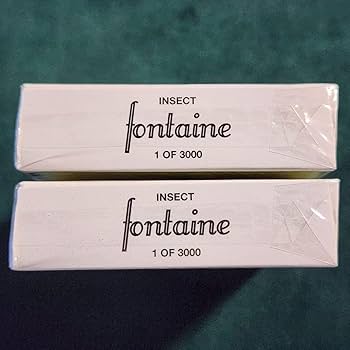 INSECT
fontaine
1 OF 3000
INSECT
fontaine
1 OF 3000